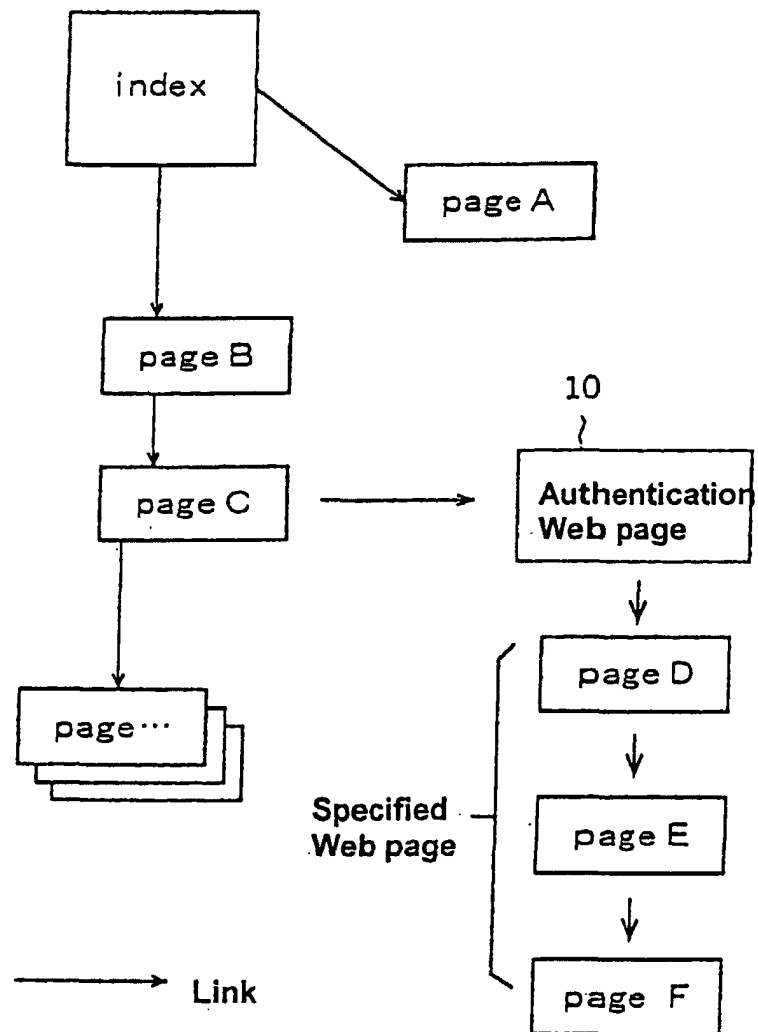 index
page A
page B
10
page C
Authentication
Web page
page D
page…
Specified
Web page
page E
Link
page F